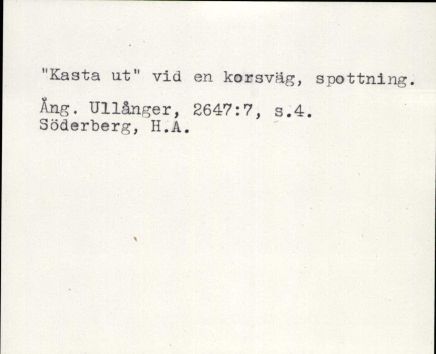 "Kasta ut" vid en korsväg, spottning.
Ång. Ullånger, 2647:7, s.4.
Söderberg, H.A.